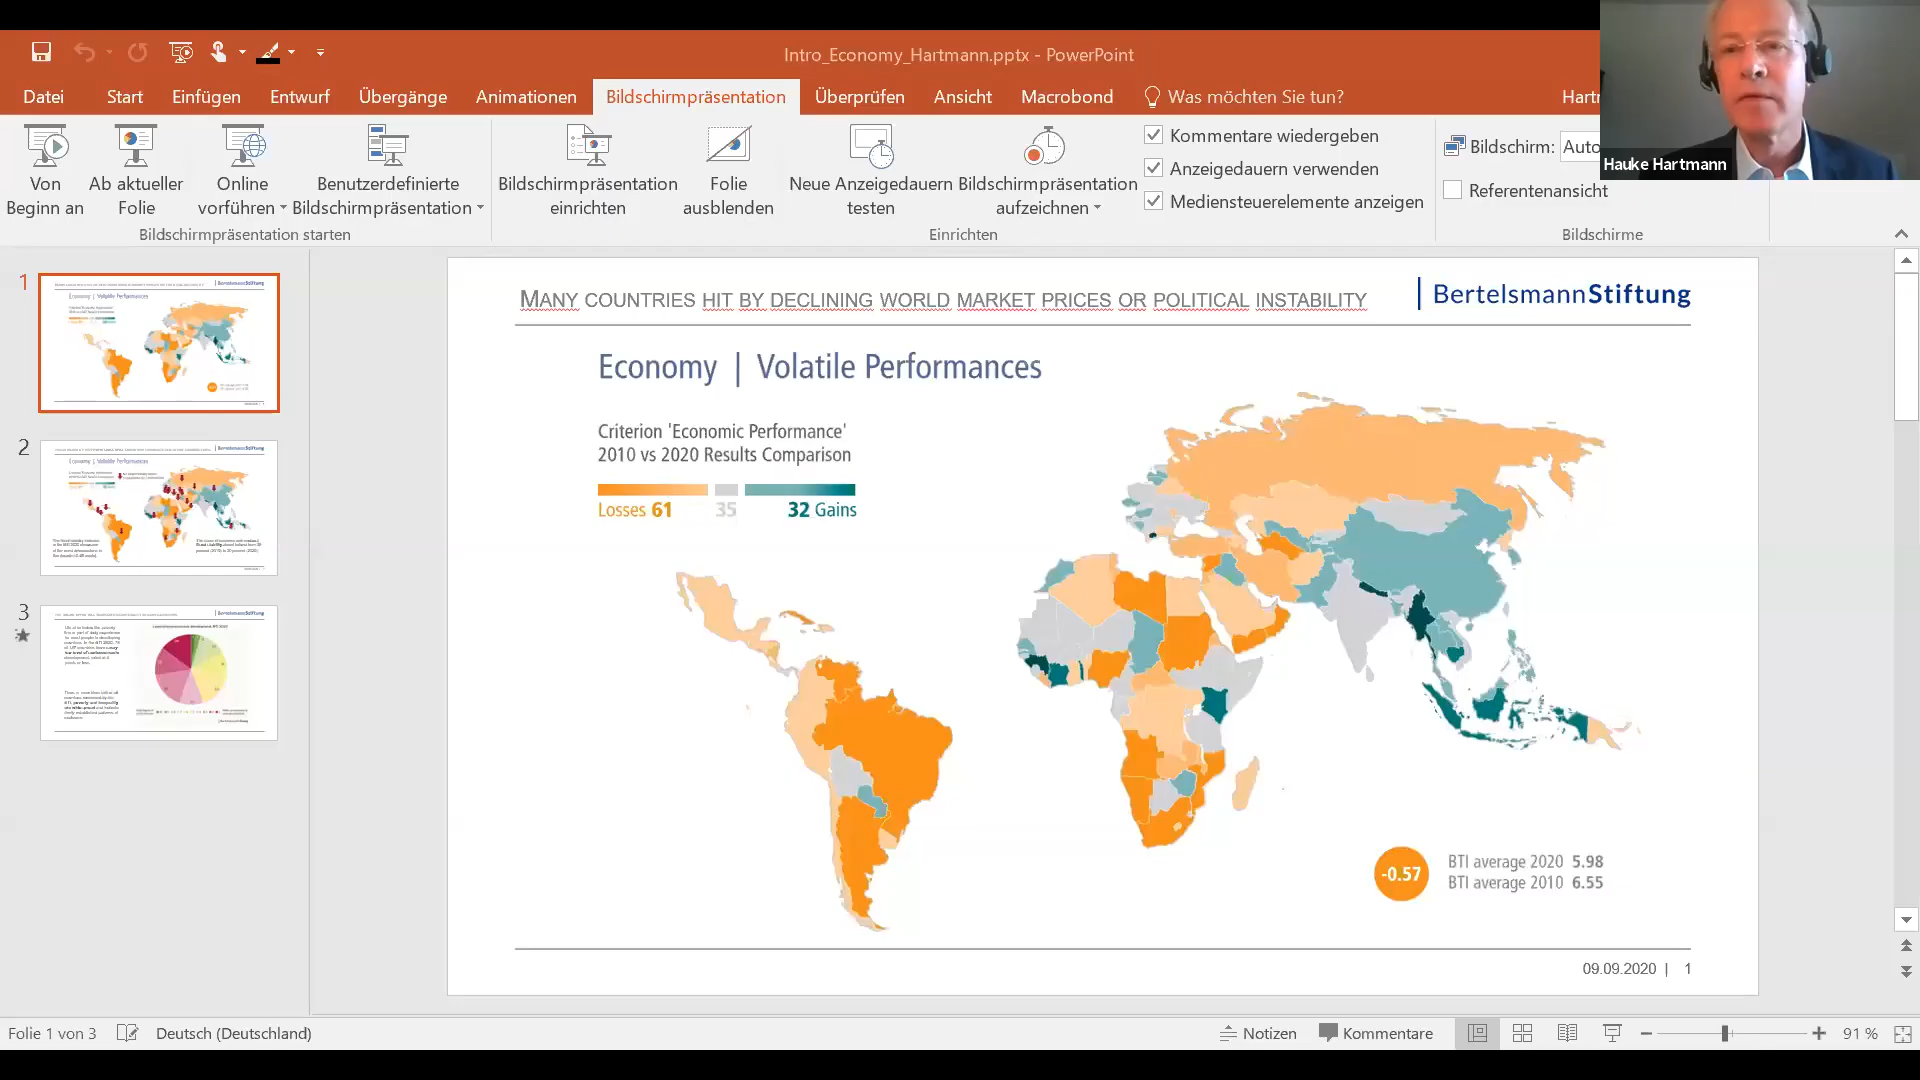 Intro_Economy_Hartmann.pptx - PowerPoint
Datei Start Einfügen Entwurf Übergänge Animationen Bildschirmpräsentation Überprüfen Ansicht Macrobond Was möchten Sie tun?
Von Beginn an
Ab aktueller Folie
Online vorführen
Benutzerdefinierte Bildschirmpräsentation
Bildschirmpräsentation starten
Bildschirmpräsentation einrichten
Folie ausblenden
Neue Anzeigedauern testen
Bildschirmpräsentation aufzeichnen
Kommentare wiedergeben
Anzeigedauern verwenden
Mediensteuerelemente anzeigen
Einrichten
Bildschirm: Auto
Referentenansicht
Bildschirme
Hauke Hartmann
1
2
3
MANY COUNTRIES HIT BY DECLINING WORLD MARKET PRICES OR POLITICAL INSTABILITY
BertelsmannStiftung
Economy | Volatile Performances
Criterion 'Economic Performance'
2010 vs 2020 Results Comparison
Losses 61 35 32 Gains
-0.57
BTI average 2020 5.98
BTI average 2010 6.55
09.09.2020 | 1
Folie 1 von 3 Deutsch (Deutschland) Notizen Kommentare 91 %